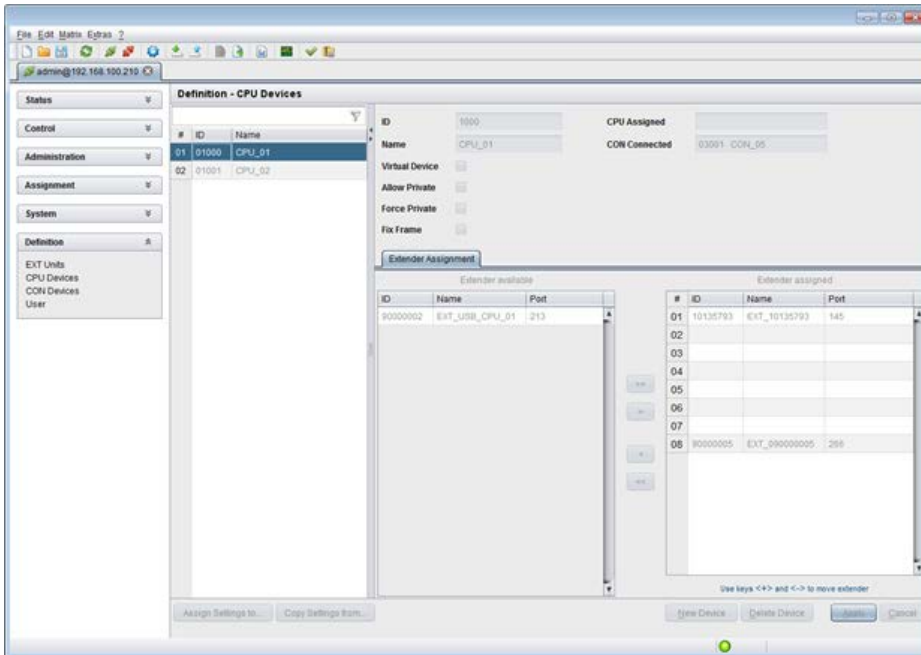 File Edit Matrix Extras ?
admin@192.168.100.210
Status
Control
Administration
Assignment
System
Definition
EXT Units
CPU Devices
CON Devices
User
Definition - CPU Devices
# ID Name
01 01000 CPU_01
02 01001 CPU_02
ID 1000 CPU Assigned
Name CPU_01 CON Connected 03001 CON_05
Virtual Device
Allow Private
Force Private
Fix Frame
Extender Assignment
Extender available
ID Name Port
90000002 EXT_USB_CPU_01 213
Extender assigned
# ID Name Port
01 10135793 EXT_10135793 145
02
03
04
05
06
07
08 90000005 EXT_090000005
Use keys <+> and <-> to move extender
Assign Settings to... Copy Settings from...
New Device Delete Device Apply Cancel